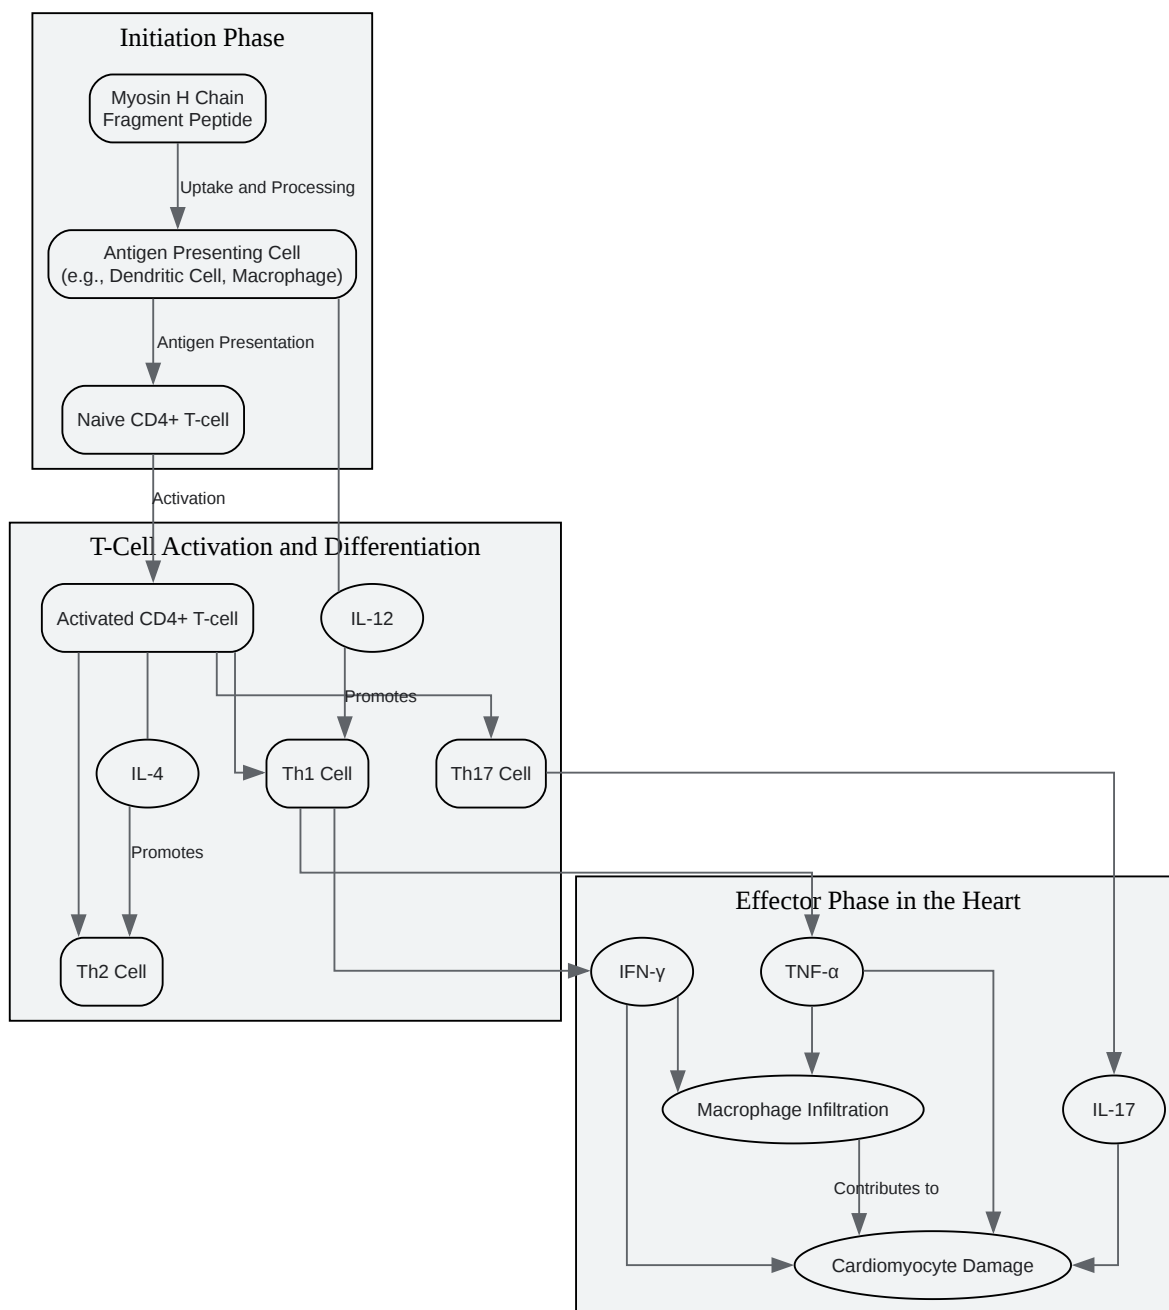 Initiation Phase
Myosin H Chain
Fragment Peptide
Uptake and Processing
Antigen Presenting Cell
(e.g., Dendritic Cell, Macrophage)
Antigen Presentation
Naive CD4+ T-cell
Activation
T-Cell Activation and Differentiation
Activated CD4+ T-cell
IL-12
Promotes
IL-4
Th1 Cell
Th17 Cell
Promotes
Th2 Cell
Effector Phase in the Heart
IFN-γ
TNF-α
Macrophage Infiltration
IL-17
Contributes to
Cardiomyocyte Damage